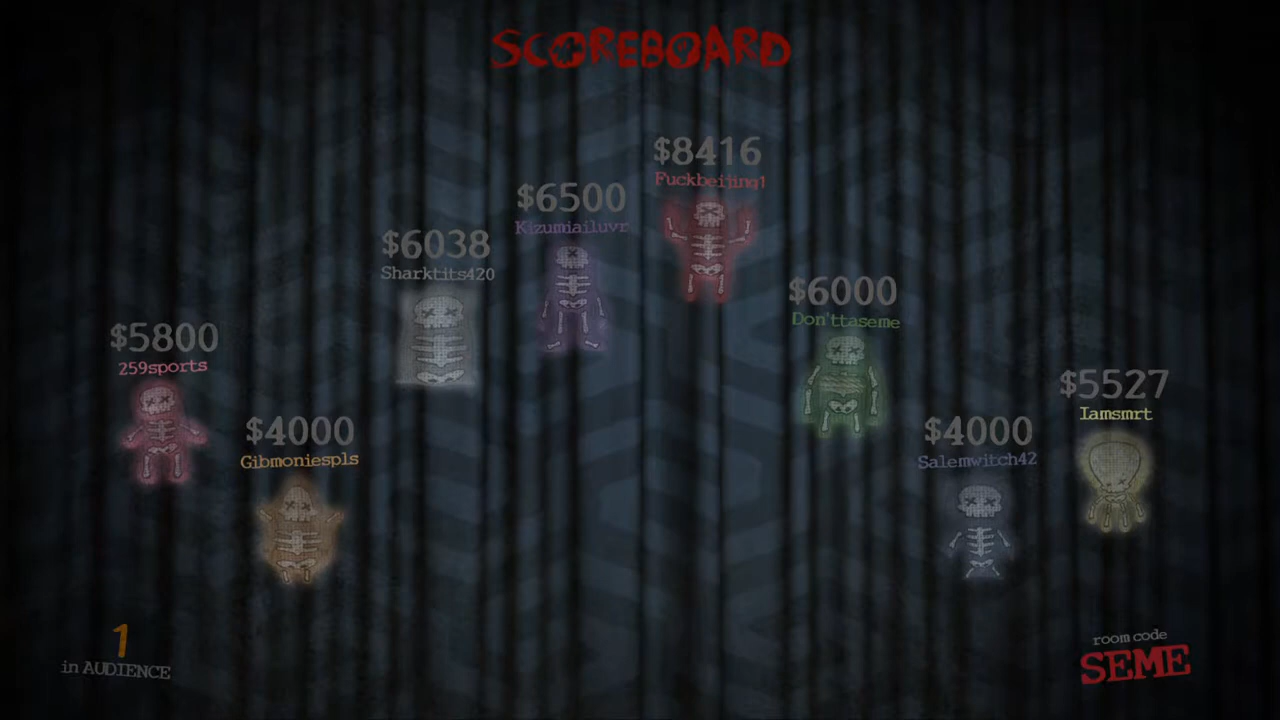 SCOREBOARD
$8416
Fuckbeijing1
$6500
Kizumiailuvr
$6038
Sharktits420
$6000
Don'ttaseme
$5800
259sports
$5527
Iamsmrt
$4000
Gibmoniespls
$4000
Salemwitch42
1
in AUDIENCE
room code
SEME